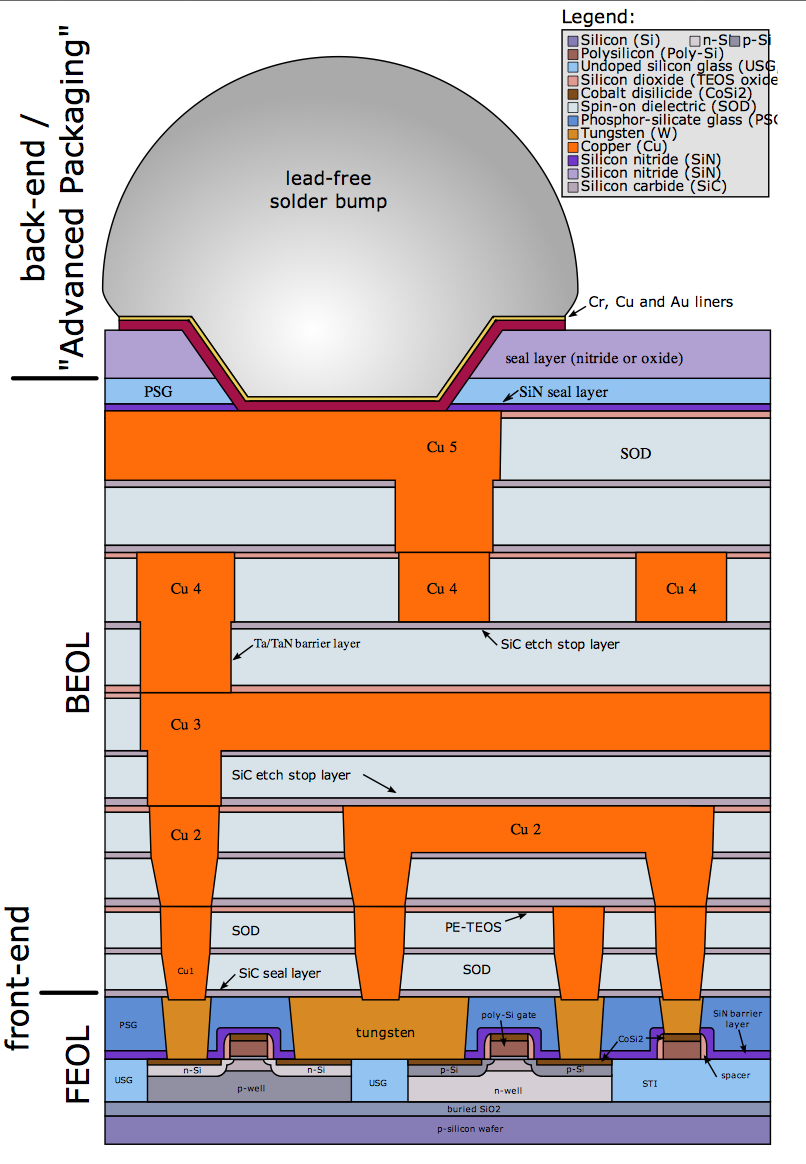 Legend:
Silicon (Si)
n-Si
p-Si
Polysilicon (Poly-Si)
Undoped silicon glass (USG
Silicon dioxide (TEOS oxide
Cobalt disilicide (CoSi2)
Spin-on dielectric (SOD)
Phosphor-silicate glass (PSG
Tungsten (W)
Copper (Cu)
Silicon nitride (SiN)
Silicon nitride (SiN)
Silicon carbide (SiC)
back-end /
"Advanced Packaging"
lead-free
solder bump
Cr, Cu and Au liners
seal layer (nitride or oxide)
PSG
SiN seal layer
Cu 5
SOD
BEOL
Cu 4
Cu 4
Cu 4
Ta/TaN barrier layer
SiC etch stop layer
Cu 3
SiC etch stop layer
Cu 2
Cu 2
front-end
SOD
PE-TEOS
Cu1
SiC seal layer
SOD
FEOL
PSG
tungsten
poly-Si gate
CoSi2
SiN barrier
layer
spacer
USG
n-Si
n-Si
p-well
USG
p-Si
p-Si
n-well
STI
buried SiO2
p-silicon wafer